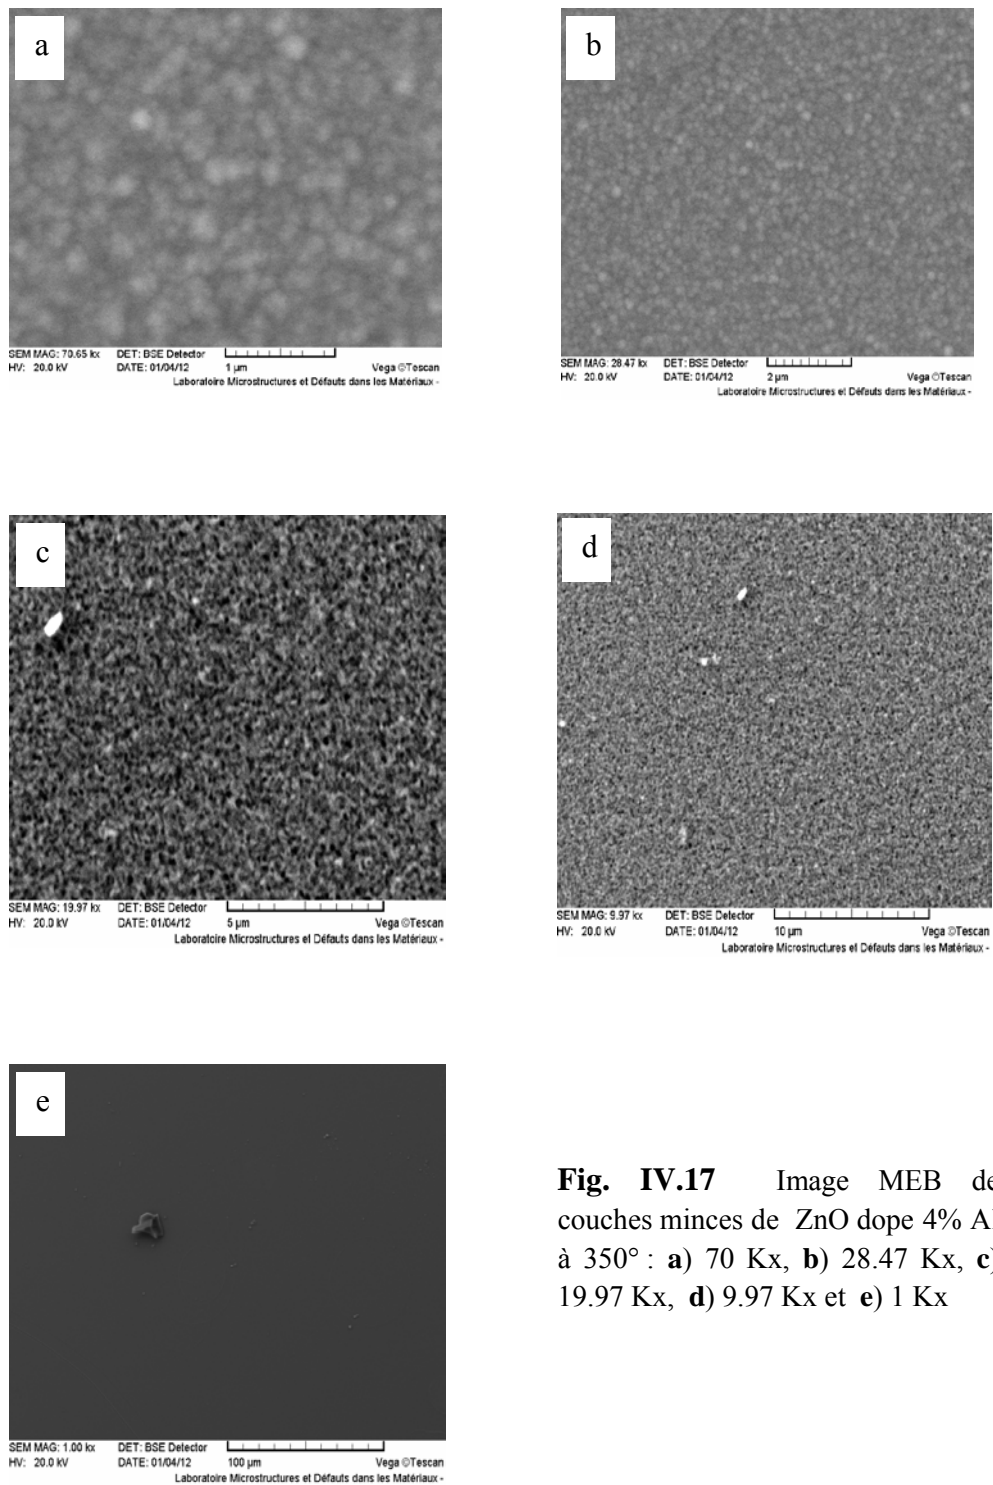 a
SEM MAG: 70.65 kx DET: BSE Detector
HV: 20.0 kV DATE: 01/04/12 1 µm Vega ©Tescan
Laboratoire Microstructures et Défauts dans les Matériaux -
b
SEM MAG: 28.47 kx DET: BSE Detector
HV: 20.0 kV DATE: 01/04/12 2 µm Vega ©Tescan
Laboratoire Microstructures et Défauts dans les Matériaux -
c
SEM MAG: 19.97 kx DET: BSE Detector
HV: 20.0 kV DATE: 01/04/12 5 µm Vega ©Tescan
Laboratoire Microstructures et Défauts dans les Matériaux -
d
SEM MAG: 9.97 kx DET: BSE Detector
HV: 20.0 kV DATE: 01/04/12 10 µm Vega ©Tescan
Laboratoire Microstructures et Défauts dans les Matériaux -
e
SEM MAG: 1.00 kx DET: BSE Detector
HV: 20.0 kV DATE: 01/04/12 100 µm Vega ©Tescan
Laboratoire Microstructures et Défauts dans les Matériaux -
Fig. IV.17 Image MEB de
couches minces de ZnO dope 4% A
à 350° : a) 70 Kx, b) 28.47 Kx, c)
19.97 Kx, d) 9.97 Kx et e) 1 Kx